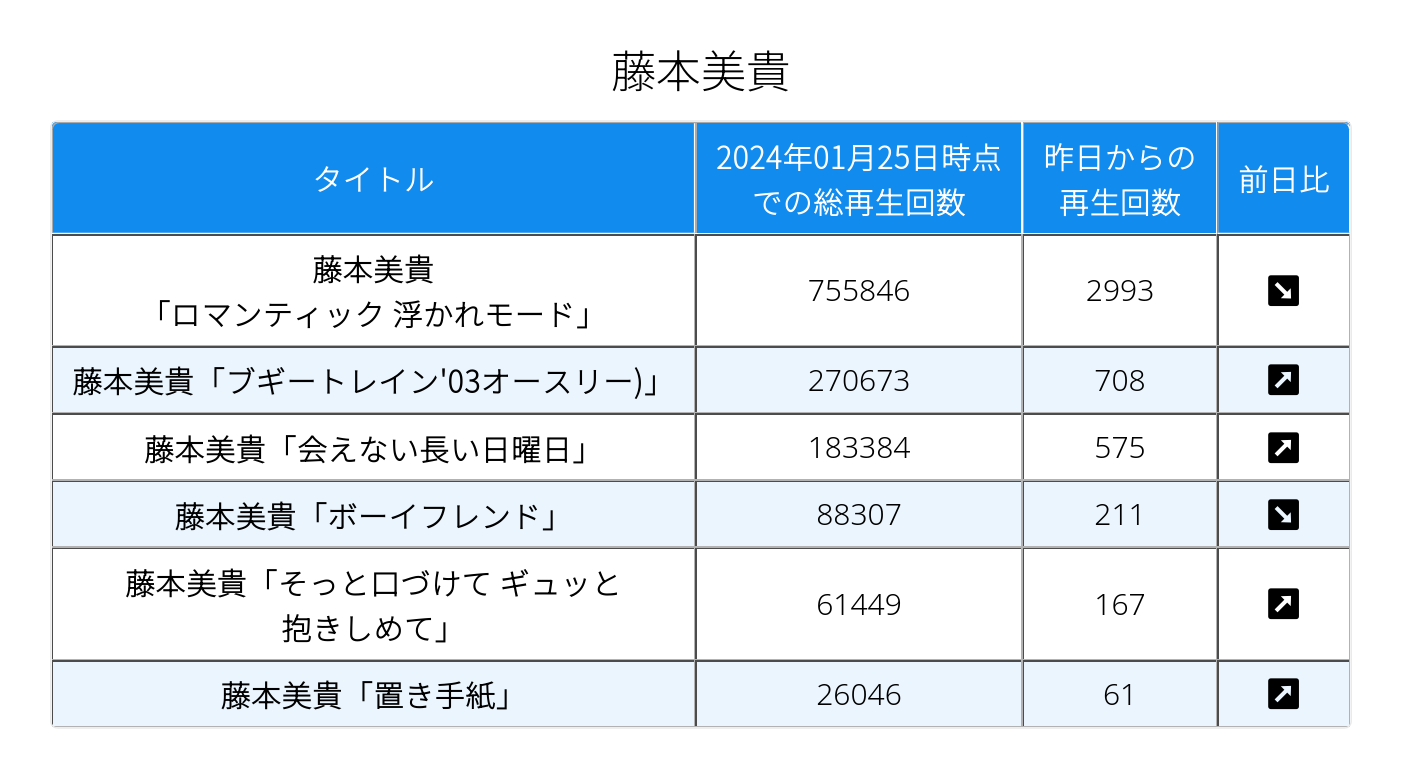 藤本美貴
タイトル
2024年01月25日時点
での総再生回数
昨日からの
再生回数
前日比
藤本美貴
「ロマンティック 浮かれモード」
755846
2993
藤本美貴「ブギートレイン'03オースリー)」
270673
708
藤本美貴「会えない長い日曜日」
183384
575
藤本美貴「ボーイフレンド」
88307
211
藤本美貴「そっと口づけて ギュッと
抱きしめて」
61449
167
藤本美貴「置き手紙」
26046
61